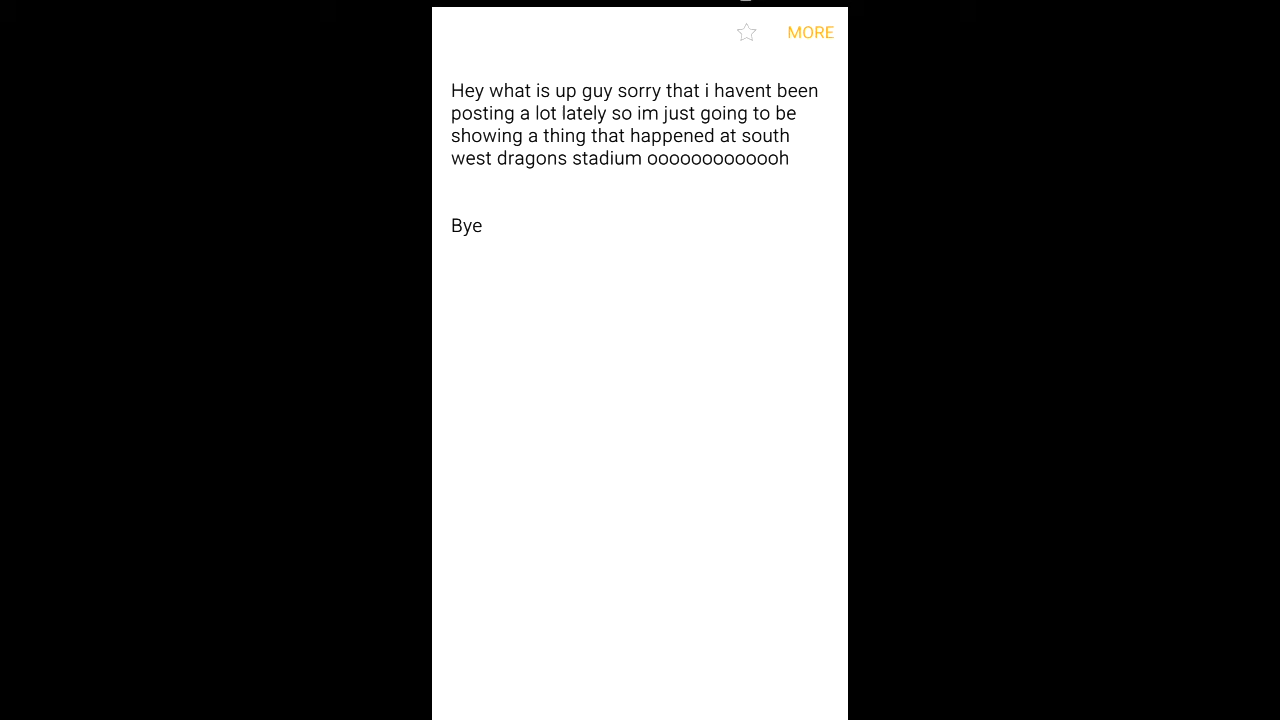 MORE
Hey what is up guy sorry that i havent been
posting a lot lately so im just going to be
showing a thing that happened at south
west dragons stadium oooooooooooooh
Bye